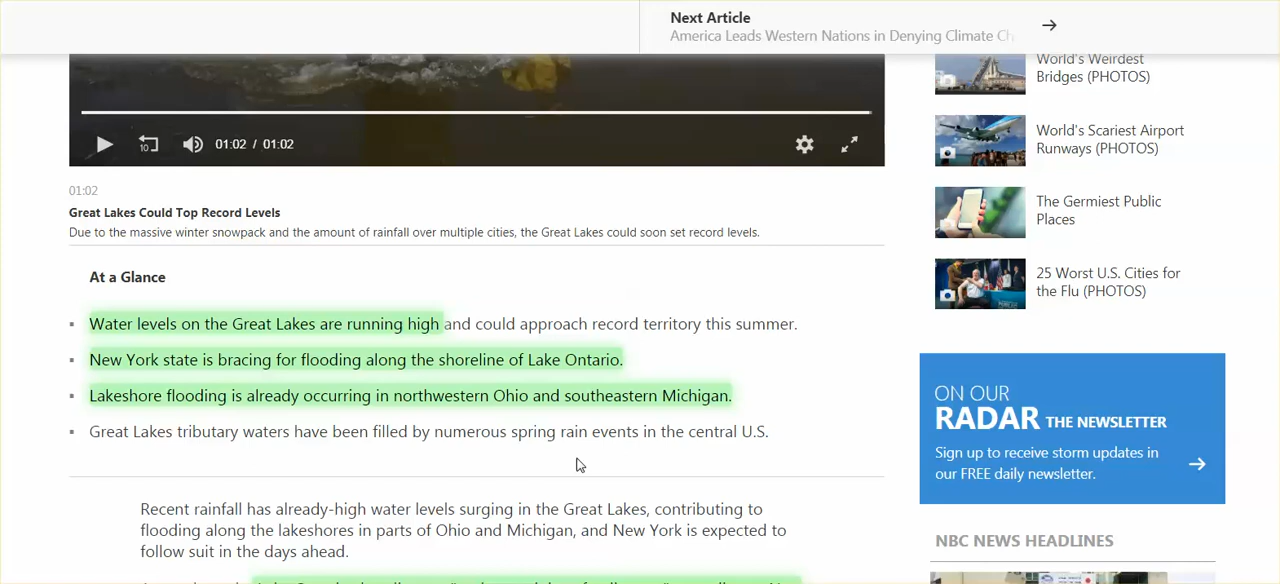 Next Article
America Leads Western Nations in Denying Climate Ch
World's Weirdest
Bridges (PHOTOS)
World's Scariest Airport
Runways (PHOTOS)
The Germiest Public
Places
25 Worst U.S. Cities for
the Flu (PHOTOS)
10
01:02 / 01:02
01:02
Great Lakes Could Top Record Levels
Due to the massive winter snowpack and the amount of rainfall over multiple cities, the Great Lakes could soon set record levels.
At a Glance
Water levels on the Great Lakes are running high and could approach record territory this summer.
New York state is bracing for flooding along the shoreline of Lake Ontario.
Lakeshore flooding is already occurring in northwestern Ohio and southeastern Michigan.
Great Lakes tributary waters have been filled by numerous spring rain events in the central U.S.
Recent rainfall has already-high water levels surging in the Great Lakes, contributing to
flooding along the lakeshores in parts of Ohio and Michigan, and New York is expected to
follow suit in the days ahead.
ON OUR
RADAR THE NEWSLETTER
Sign up to receive storm updates in
our FREE daily newsletter.
NBC NEWS HEADLINES